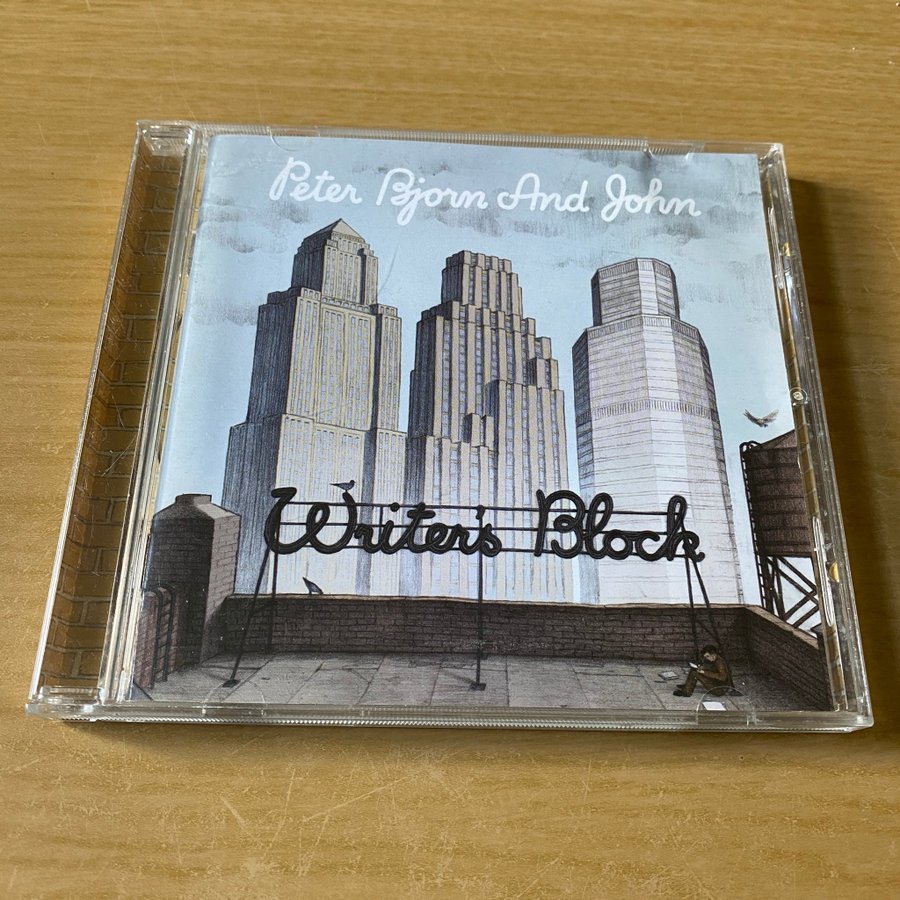 Peter Bjorn And John
Writer's Block